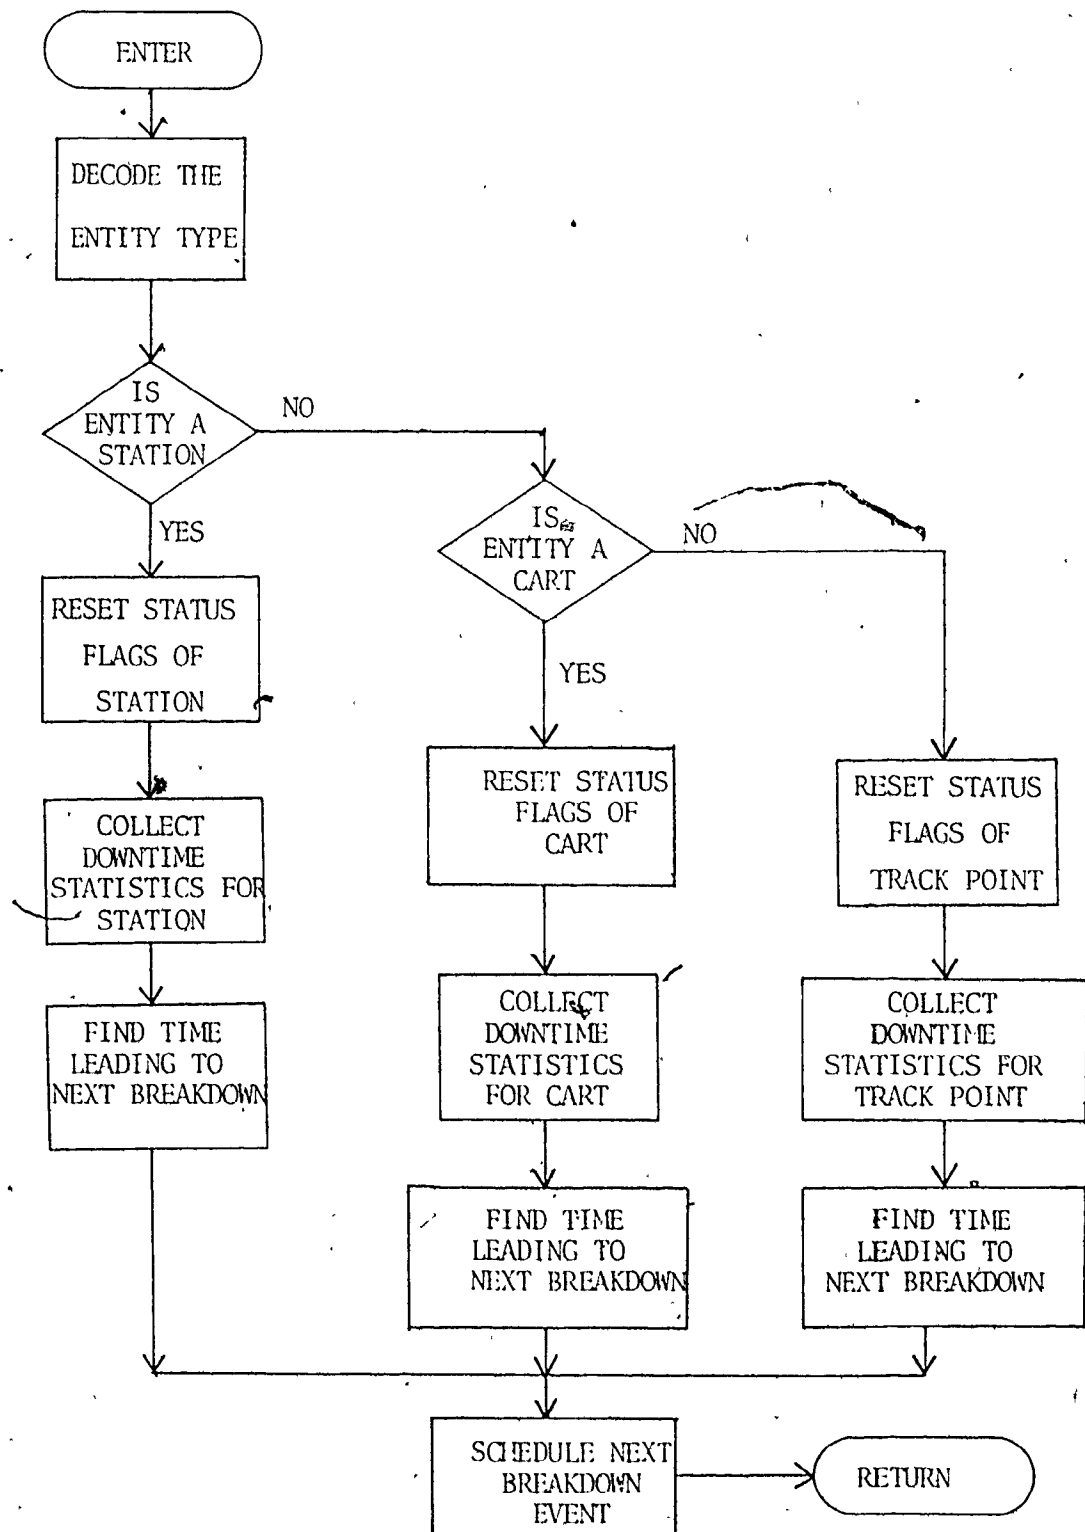 ENTER
DECODE THE
ENTITY TYPE
IS
ENTITY A
STATION
NO
YES
IS
ENTITY A
CART
NO
YES
RESET STATUS
FLAGS OF
STATION
RESET STATUS
FLAGS OF
CART
RESET STATUS
FLAGS OF
TRACK POINT
COLLECT
DOWNTIME
STATISTICS FOR
STATION
COLLECT
DOWNTIME
STATISTICS
FOR CART
COLLECT
DOWNTIME
STATISTICS FOR
TRACK POINT
FIND TIME
LEADING TO
NEXT BREAKDOWN
FIND TIME
LEADING TO
NEXT BREAKDOWN
FIND TIME
LEADING TO
NEXT BREAKDOWN
SCHEDULE NEXT
BREAKDOWN
EVENT
RETURN